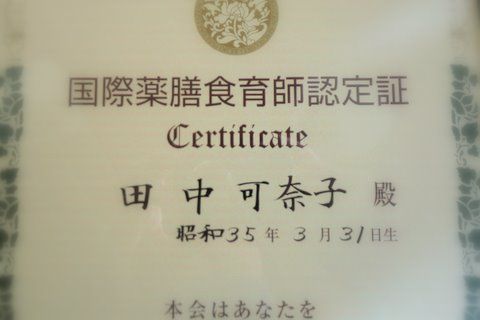 国際薬膳食育師認定証
Certificate
田中可奈子 殿
昭和35年3月31日生
本会はあなたを